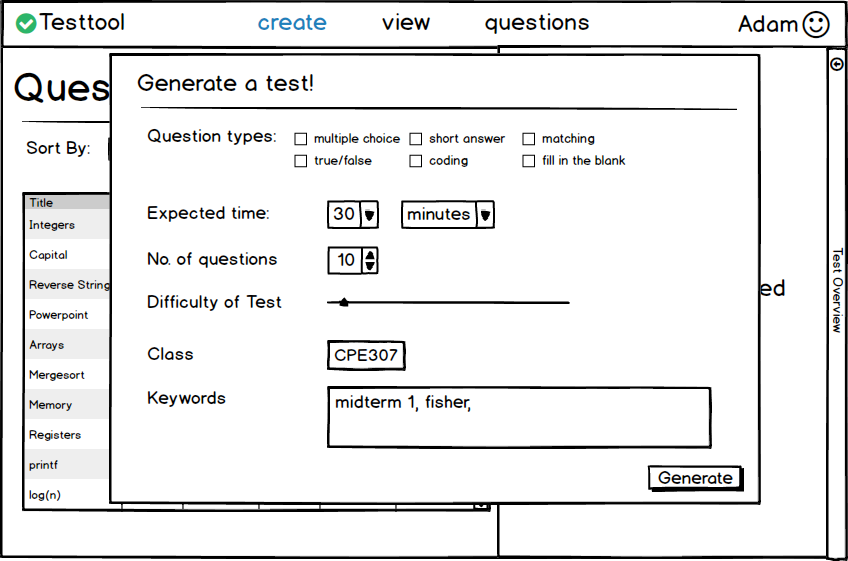 Testtool create view questions Adam
Ques
Generate a test!
Question types: multiple choice short answer matching
true/false coding fill in the blank
Sort By:
Title
Integers
Capital
Reverse String
Powerpoint
Arrays
Mergesort
Memory
Registers
printf
log(n)
Expected time: 30 minutes
No. of questions 10
Difficulty of Test
Class CPE307
Keywords midterm 1, fisher,
Generate
ed
Test Overview